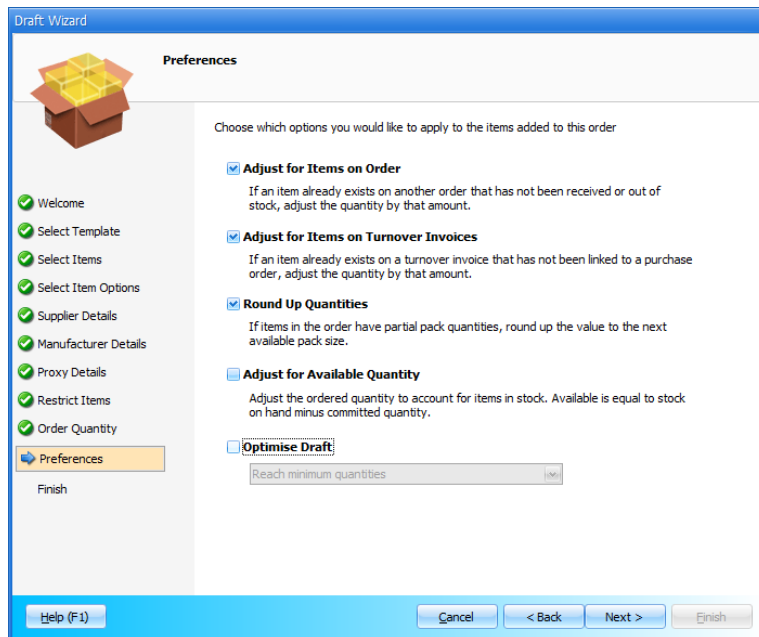 Draft Wizard
Preferences
Choose which options you would like to apply to the items added to this order
Welcome
Select Template
Select Items
Select Item Options
Supplier Details
Manufacturer Details
Proxy Details
Restrict Items
Order Quantity
Preferences
Finish
Adjust for Items on Order
If an item already exists on another order that has not been received or out of
stock, adjust the quantity by that amount.
Adjust for Items on Turnover Invoices
If an item already exists on a turnover invoice that has not been linked to a purchase
order, adjust the quantity by that amount.
Round Up Quantities
If items in the order have partial pack quantities, round up the value to the next
available pack size.
Adjust for Available Quantity
Adjust the ordered quantity to account for items in stock. Available is equal to stock
on hand minus committed quantity.
Optimise Draft
Reach minimum quantities
Help (F1)
Cancel
< Back
Next >
Finish